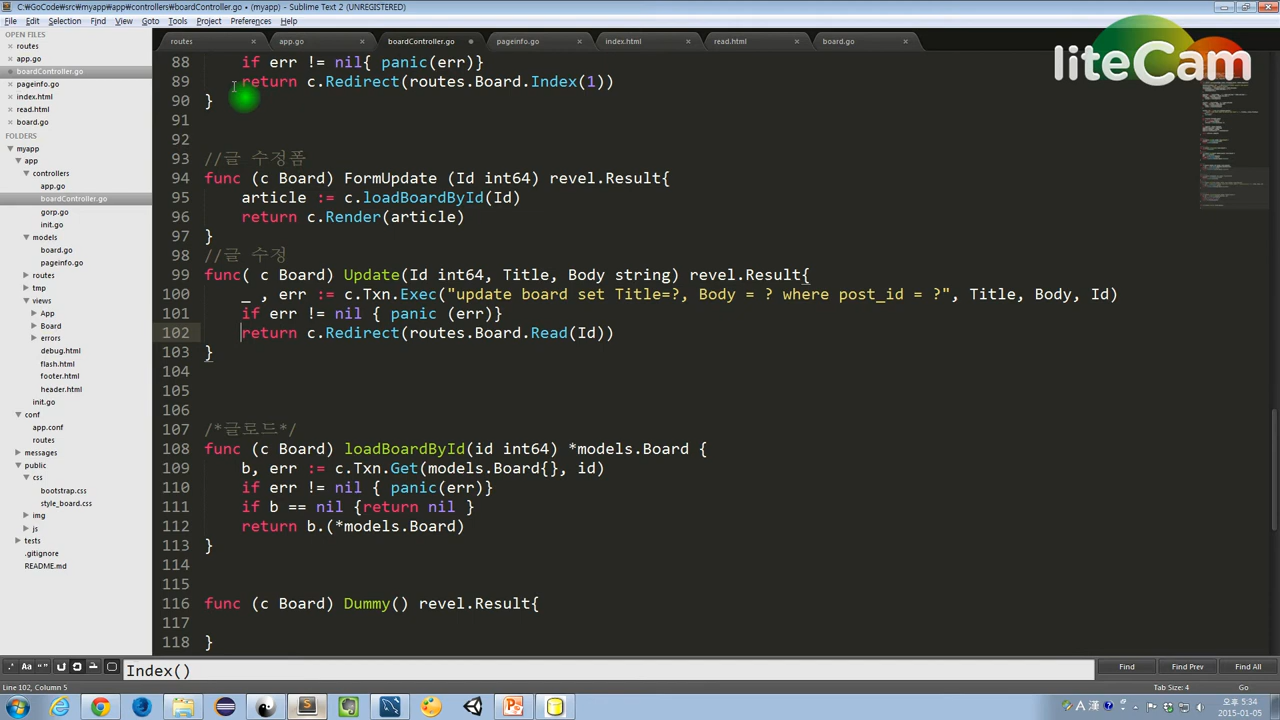 C:\GoCode\src\myapp\app\controllers\boardController.go • (myapp) - Sublime Text 2 (UNREGISTERED)
File Edit Selection Find View Goto Tools Project Preferences Help
OPEN FILES
routes
app.go
boardController.go
pageinfo.go
index.html
read.html
board.go
FOLDERS
myapp
app
controllers
app.go
boardController.go
gorp.go
init.go
models
board.go
pageinfo.go
routes
tmp
views
App
Board
errors
debug.html
flash.html
footer.html
header.html
init.go
conf
app.conf
routes
messages
public
css
bootstrap.css
style_board.css
img
js
tests
.gitignore
README.md
routes app.go boardController.go pageinfo.go index.html read.html board.go
liteCam
88 if err != nil{ panic(err)}
89 return c.Redirect(routes.Board.Index(1))
90 }
91
92
93 //글 수정폼
94 func (c Board) FormUpdate (Id int64) revel.Result{
95 article := c.loadBoardById(Id)
96 return c.Render(article)
97 }
98 //글 수정
99 func( c Board) Update(Id int64, Title, Body string) revel.Result{
100 _ , err := c.Txn.Exec("update board set Title=?, Body = ? where post_id = ?", Title, Body, Id)
101 if err != nil { panic (err)}
102 return c.Redirect(routes.Board.Read(Id))
103 }
104
105
106
107 /*글로드*/
108 func (c Board) loadBoardById(id int64) *models.Board {
109 b, err := c.Txn.Get(models.Board{}, id)
110 if err != nil { panic(err)}
111 if b == nil {return nil }
112 return b.(*models.Board)
113 }
114
115
116 func (c Board) Dummy() revel.Result{
117
118 }
.* Aa “” Index() Find Find Prev Find All
Line 102, Column 5 Tab Size: 4 Go
A 漢 오후 5:34
2015-01-05